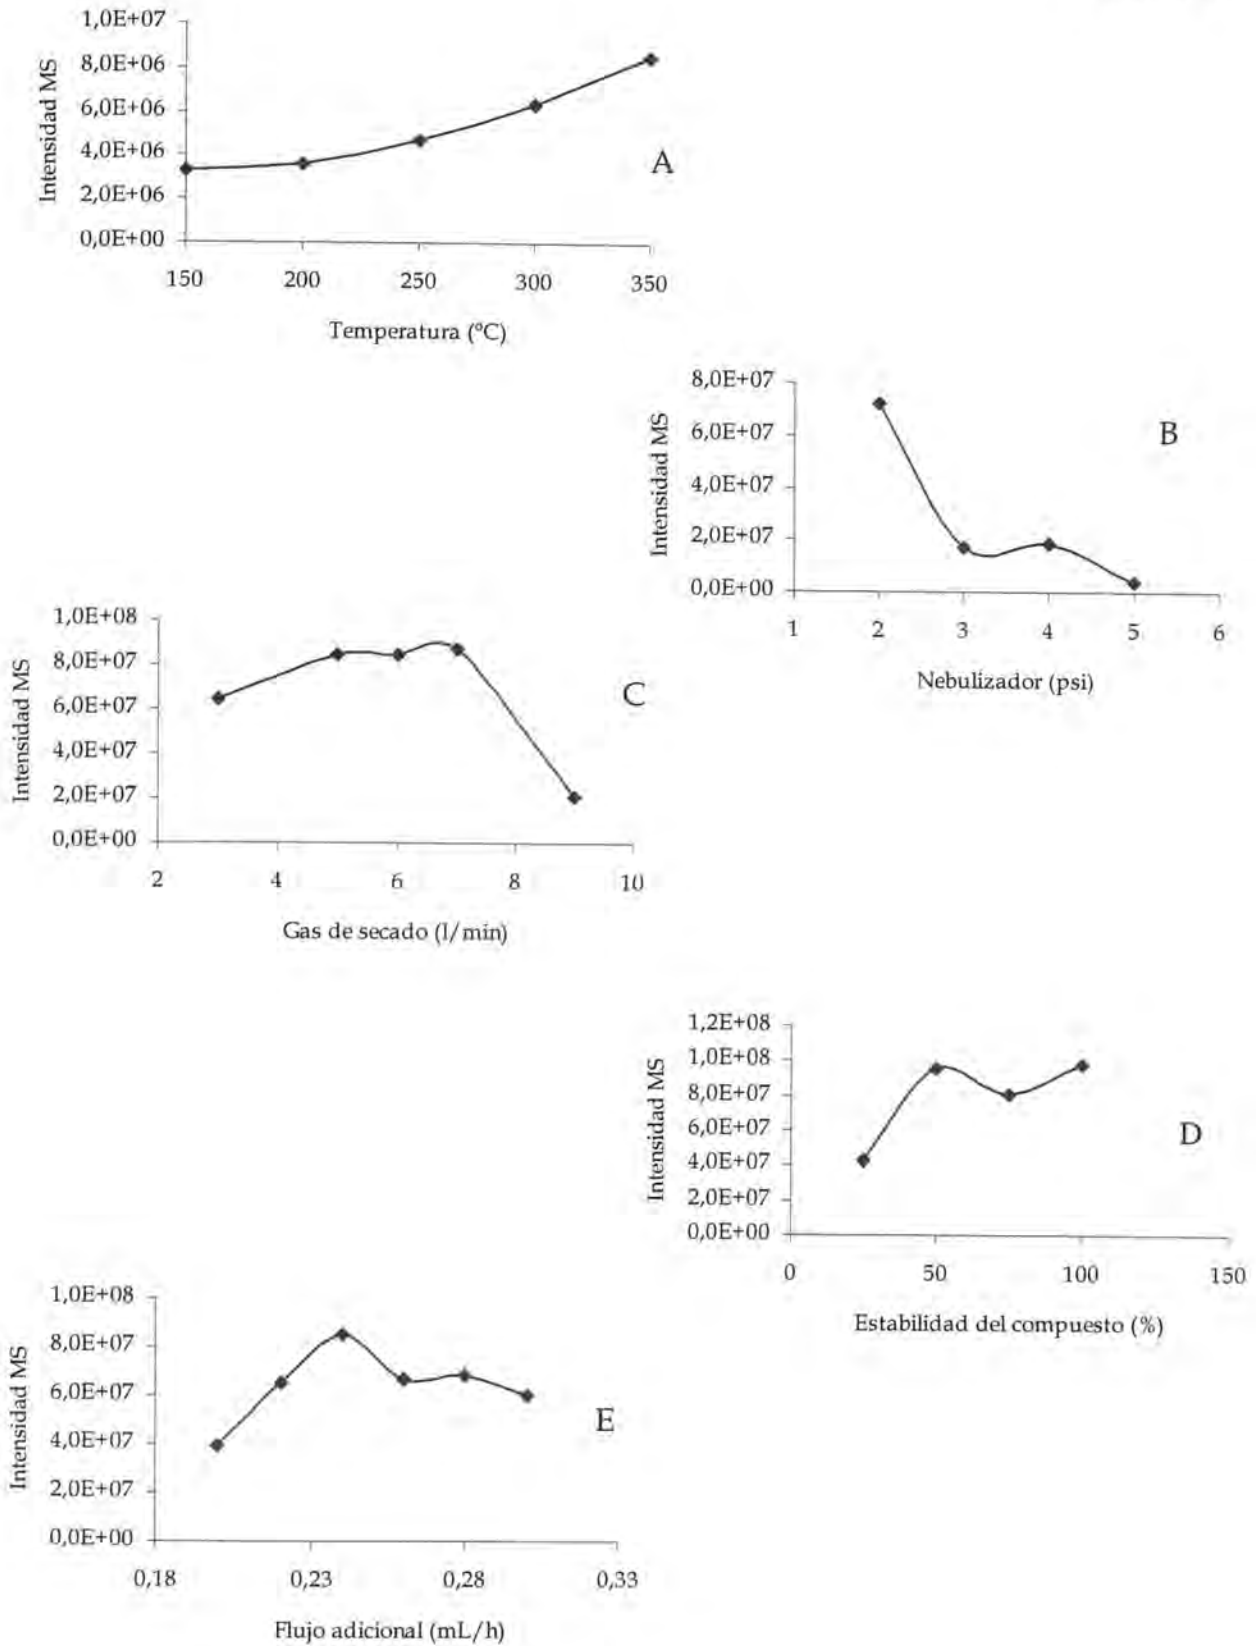 1,0E+07
8,0E+06
6,0E+06
4,0E+06
2,0E+06
0,0E+00
Intensidad MS
A
150 200 250 300 350
Temperatura (ºC)
8,0E+07
6,0E+07
4,0E+07
2,0E+07
0,0E+00
Intensidad MS
B
1 2 3 4 5 6
Nebulizador (psi)
1,0E+08
8,0E+07
6,0E+07
4,0E+07
2,0E+07
0,0E+00
Intensidad MS
C
2 4 6 8 10
Gas de secado (l/min)
1,2E+08
1,0E+08
8,0E+07
6,0E+07
4,0E+07
2,0E+07
0,0E+00
Intensidad MS
D
0 50 100 150
Estabilidad del compuesto (%)
1,0E+08
8,0E+07
6,0E+07
4,0E+07
2,0E+07
0,0E+00
Intensidad MS
E
0,18 0,23 0,28 0,33
Flujo adicional (mL/h)